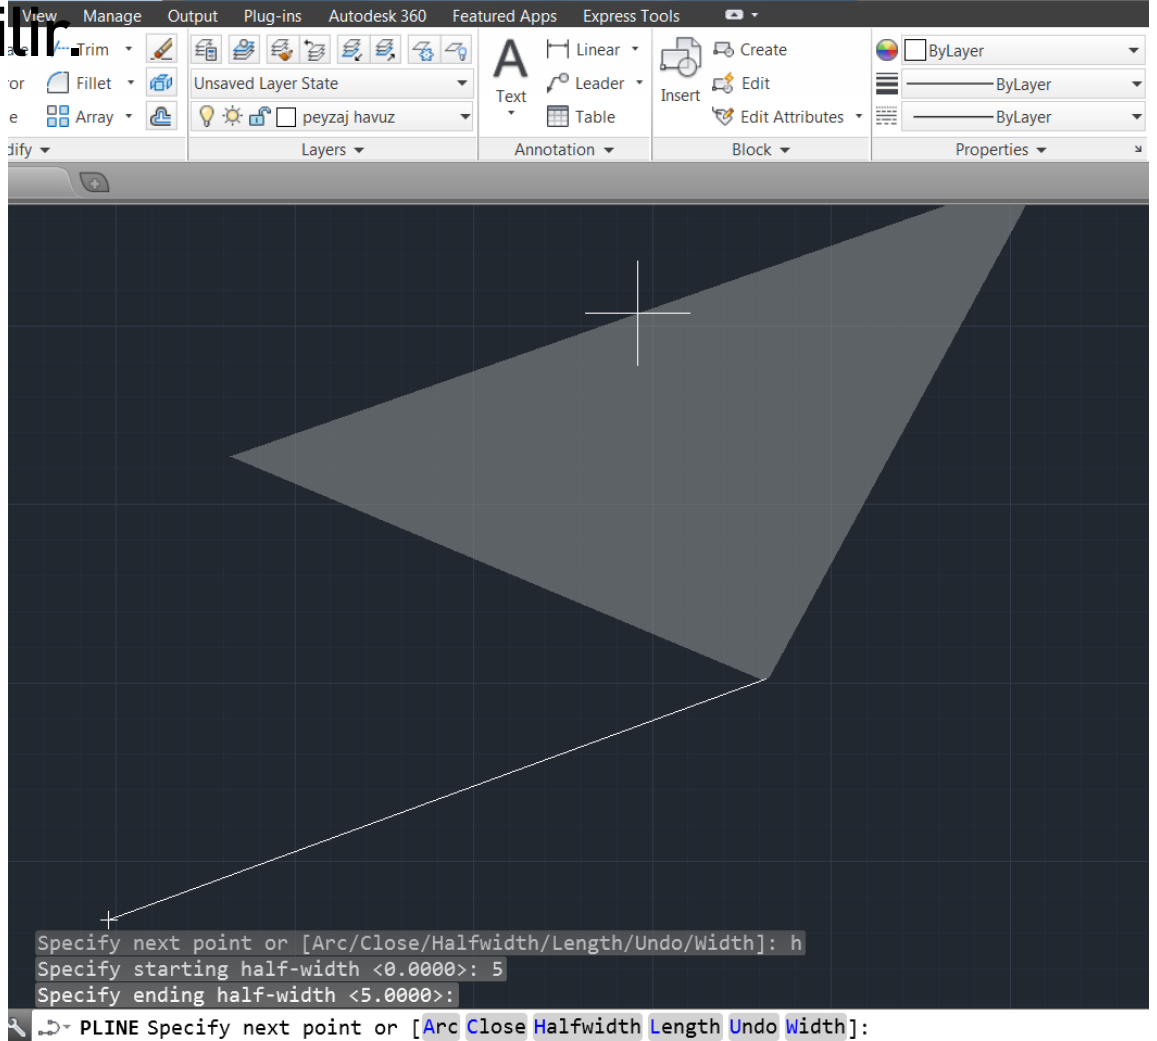 ilir.
View Manage Output Plug-ins Autodesk 360 Featured Apps Express Tools
Trim
Linear
Create
ByLayer
or Fillet
Unsaved Layer State
Leader
Edit
ByLayer
Text
Insert
e Array
peyzaj havuz
Table
Edit Attributes
ByLayer
dify
Layers
Annotation
Block
Properties
Specify next point or [Arc/Close/Halfwidth/Length/Undo/Width]: h
Specify starting half-width <0.0000>: 5
Specify ending half-width <5.0000>:
PLINE Specify next point or [Arc Close Halfwidth Length Undo Width]: